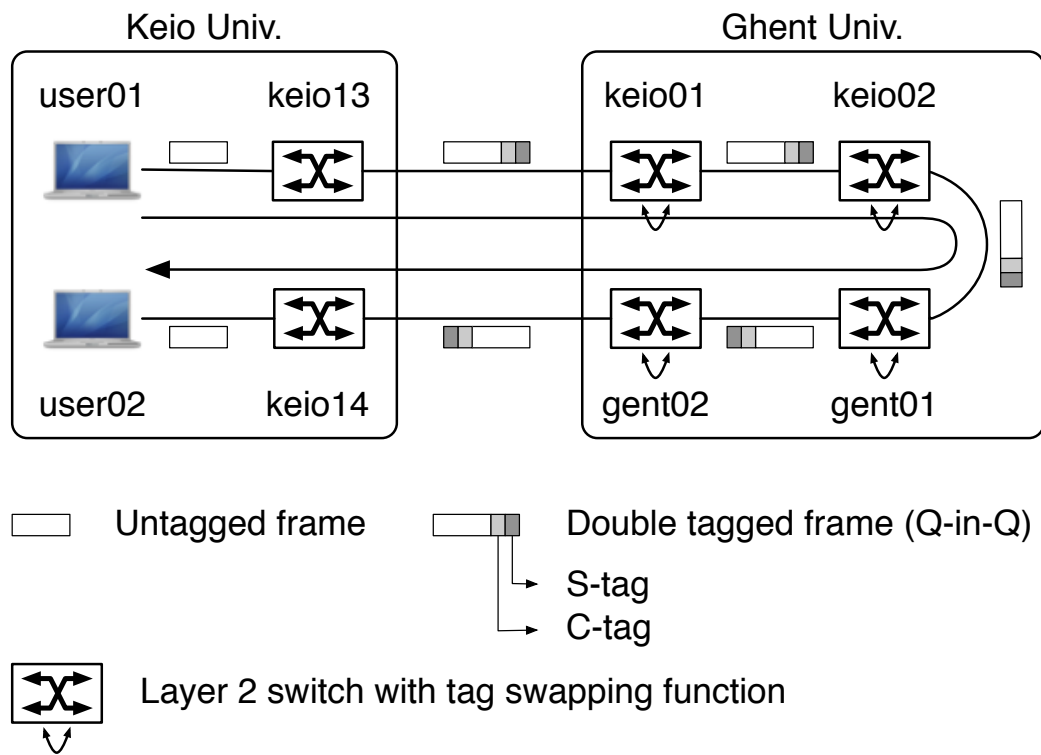 Keio Univ.
Ghent Univ.
user01
keio13
keio01
keio02
user02
keio14
gent02
gent01
Untagged frame
Double tagged frame (Q-in-Q)
S-tag
C-tag
Layer 2 switch with tag swapping function